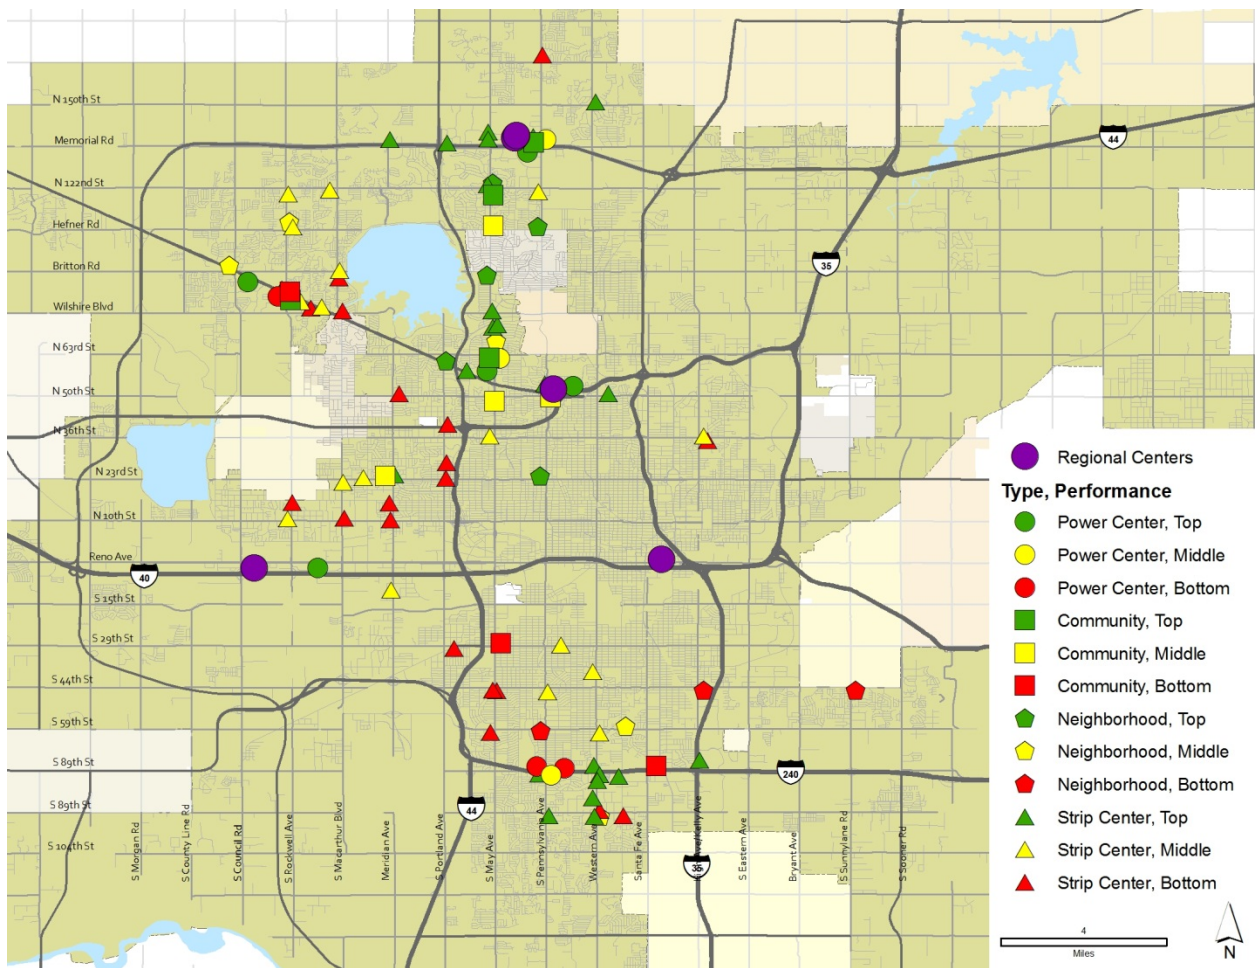 N 150th St
Memorial Rd
44
N 122nd St
Hefner Rd
35
Britton Rd
Wilshire Blvd
N 63rd St
N 50th St
N 36th St
N 23rd St
N 10th St
Reno Ave
40
S 15th St
S 29th St
S 44th St
S 59th St
S 89th St
240
S 89th St
44
S 104th St
35
S Morgan Rd
S County Line Rd
S Council Rd
S Rockwell Ave
S Macarthur Blvd
Meridian Ave
S Portland Ave
S May Ave
S Pennsylvania Ave
Western Ave
Santa Fe Ave
Ave/Kelly Ave
S Eastern Ave
Bryant Ave
S Sunnylane Rd
S Sooner Rd
Regional Centers
Type, Performance
Power Center, Top
Power Center, Middle
Power Center, Bottom
Community, Top
Community, Middle
Community, Bottom
Neighborhood, Top
Neighborhood, Middle
Neighborhood, Bottom
Strip Center, Top
Strip Center, Middle
Strip Center, Bottom
4
Miles
N